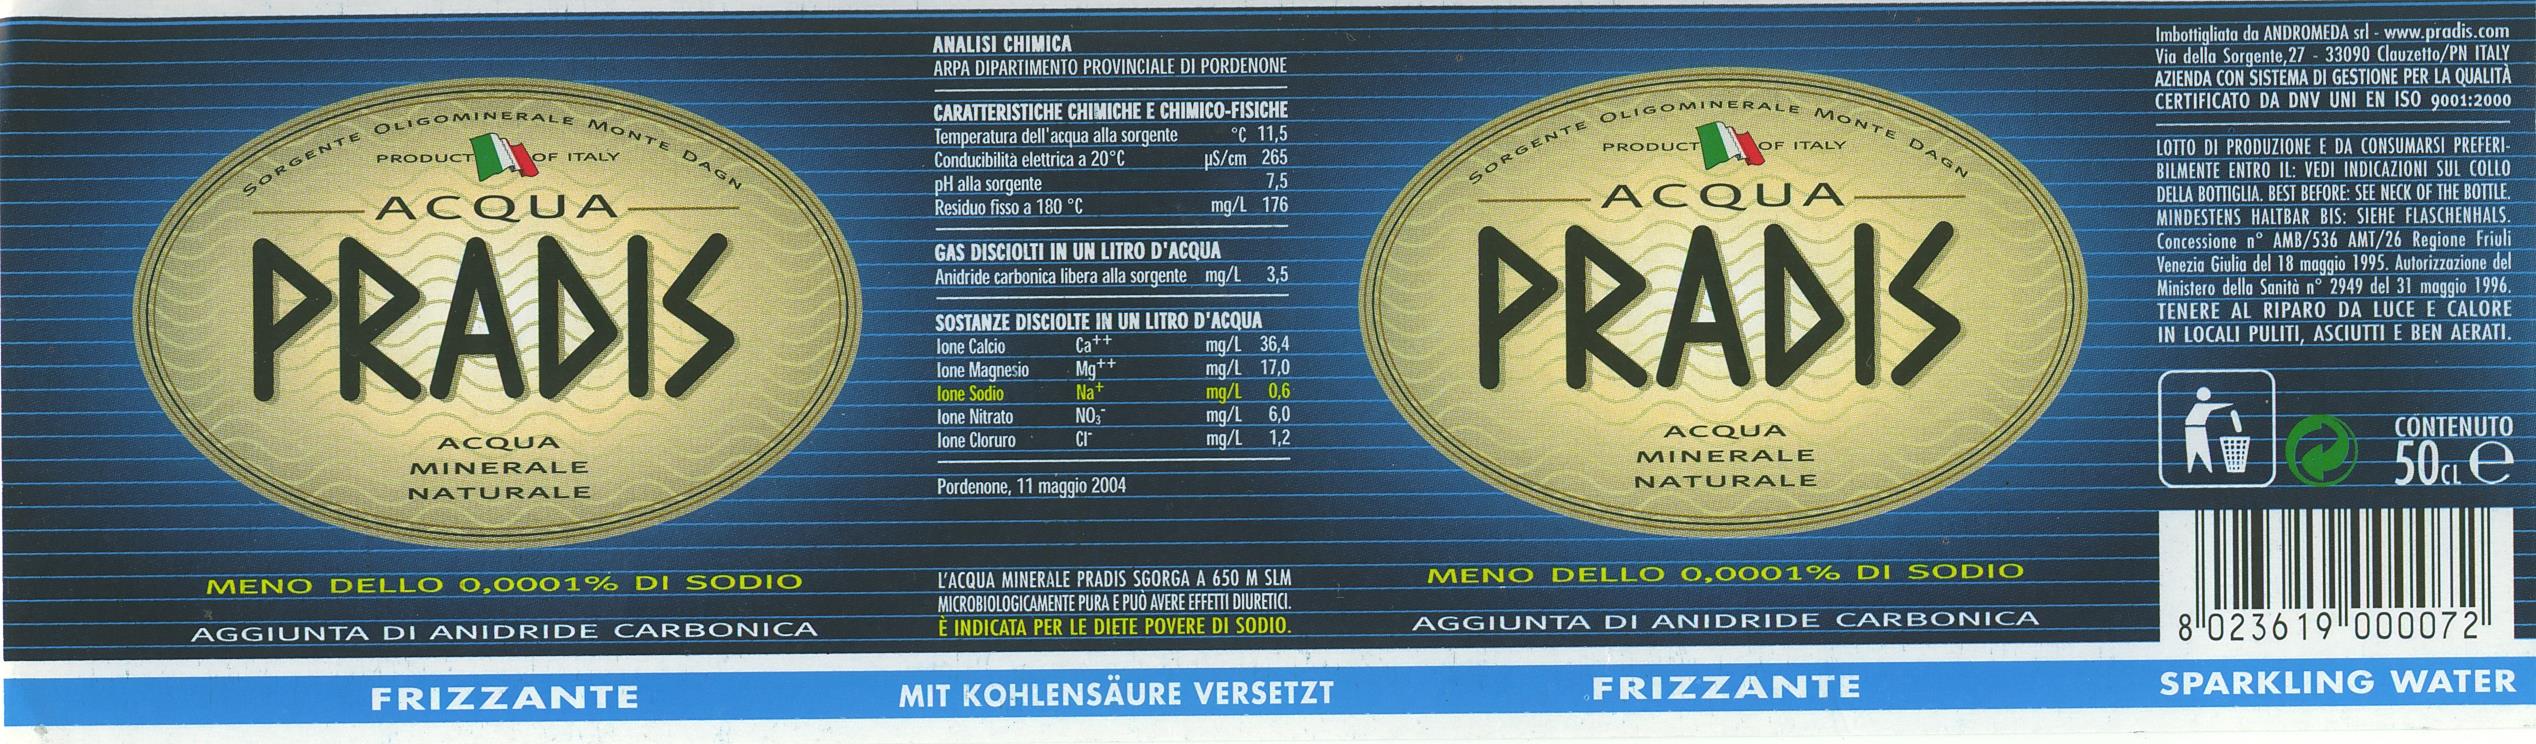 SORGENTE OLIGOMINERALE MONTE DAGN
PRODUCT OF ITALY
ACQUA
PRADIS
ACQUA
MINERALE
NATURALE
MENO DELLO 0,0001% DI SODIO
AGGIUNTA DI ANIDRIDE CARBONICA
FRIZZANTE
ANALISI CHIMICA
ARPA DIPARTIMENTO PROVINCIALE DI PORDENONE
CARATTERISTICHE CHIMICHE E CHIMICO-FISICHE
Temperatura dell'acqua alla sorgente °C 11,5
Conducibilità elettrica a 20°C µS/cm 265
pH alla sorgente 7,5
Residuo fisso a 180 °C mg/L 176
GAS DISCIOLTI IN UN LITRO D'ACQUA
Anidride carbonica libera alla sorgente mg/L 3,5
SOSTANZE DISCIOLTE IN UN LITRO D'ACQUA
Ione Calcio Ca++ mg/L 36,4
Ione Magnesio Mg++ mg/L 17,0
Ione Sodio Na+ mg/L 0,6
Ione Nitrato NO3- mg/L 6,0
Ione Cloruro Cl- mg/L 1,2
Pordenone, 11 maggio 2004
L'ACQUA MINERALE PRADIS SGORGA A 650 M SLM
MICROBIOLOGICAMENTE PURA E PUÒ AVERE EFFETTI DIURETICI.
È INDICATA PER LE DIETE POVERE DI SODIO.
MIT KOHLENSÄURE VERSETZT
SORGENTE OLIGOMINERALE MONTE DAGN
PRODUCT OF ITALY
ACQUA
PRADIS
ACQUA
MINERALE
NATURALE
MENO DELLO 0,0001% DI SODIO
AGGIUNTA DI ANIDRIDE CARBONICA
FRIZZANTE
Imbottigliata da ANDROMEDA srl - www.pradis.com
Via della Sorgente,27 - 33090 Clauzetto/PN ITALY
AZIENDA CON SISTEMA DI GESTIONE PER LA QUALITÀ
CERTIFICATO DA DNV UNI EN ISO 9001:2000
LOTTO DI PRODUZIONE E DA CONSUMARSI PREFERI-
BILMENTE ENTRO IL: VEDI INDICAZIONI SUL COLLO
DELLA BOTTIGLIA. BEST BEFORE: SEE NECK OF THE BOTTLE.
MINDESTENS HALTBAR BIS: SIEHE FLASCHENHALS.
Concessione n° AMB/536 AMT/26 Regione Friuli
Venezia Giulia del 18 maggio 1995. Autorizzazione del
Ministero della Sanità n° 2949 del 31 maggio 1996.
TENERE AL RIPARO DA LUCE E CALORE
IN LOCALI PULITI, ASCIUTTI E BEN AERATI.
CONTENUTO
50CL e
8 023619 000072
SPARKLING WATER